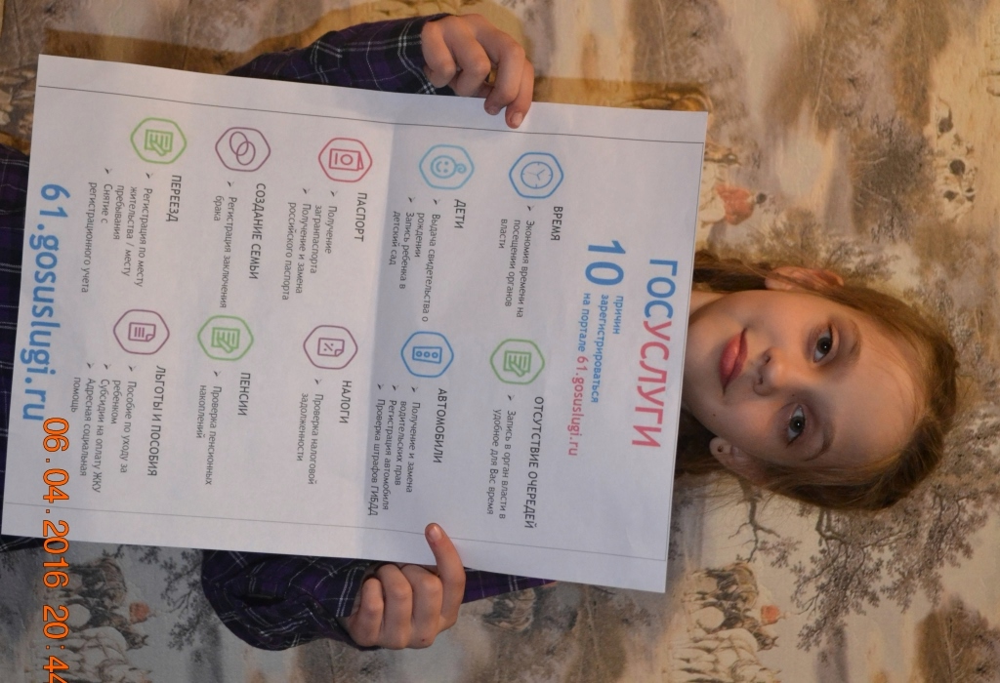 ГОСУСЛУГИ
10
причин
зарегистрироваться
на портале 61.gosuslugi.ru
ВРЕМЯ
➢ Экономия времени на
посещении органов
власти
ОТСУТСТВИЕ ОЧЕРЕДЕЙ
➢ Запись в орган власти в
удобное для Вас время
ДЕТИ
➢ Выдача свидетельства о
рождении
➢ Запись ребенка в
детский сад
АВТОМОБИЛИ
➢ Получение и замена
водительских прав
➢ Регистрация автомобиля
➢ Проверка штрафов ГИБДД
ПАСПОРТ
➢ Получение
загранпаспорта
➢ Получение и замена
российского паспорта
НАЛОГИ
➢ Проверка налоговой
задолженности
СОЗДАНИЕ СЕМЬИ
➢ Регистрация заключения
брака
ПЕНСИИ
➢ Проверка пенсионных
накоплений
ПЕРЕЕЗД
➢ Регистрация по месту
жительства / месту
пребывания
➢ Снятие с
регистрационного учета
ЛЬГОТЫ И ПОСОБИЯ
➢ Пособие по уходу за
ребенком
➢ Субсидии на оплату ЖКУ
➢ Адресная социальная
помощь
61.gosuslugi.ru
06.04.2016 20:44